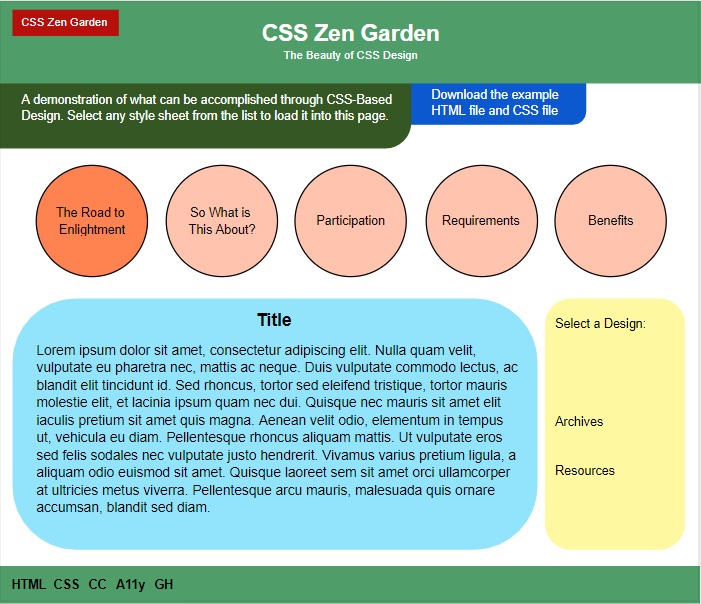 CSS Zen Garden
CSS Zen Garden
The Beauty of CSS Design
A demonstration of what can be accomplished through CSS-Based
Design. Select any style sheet from the list to load it into this page.
Download the example
HTML file and CSS file
The Road to
Enlightment
So What is
This About?
Participation
Requirements
Benefits
Title
Lorem ipsum dolor sit amet, consectetur adipiscing elit. Nulla quam velit,
vulputate eu pharetra nec, mattis ac neque. Duis vulputate commodo lectus, ac
blandit elit tincidunt id. Sed rhoncus, tortor sed eleifend tristique, tortor mauris
molestie elit, et lacinia ipsum quam nec dui. Quisque nec mauris sit amet elit
iaculis pretium sit amet quis magna. Aenean velit odio, elementum in tempus
ut, vehicula eu diam. Pellentesque rhoncus aliquam mattis. Ut vulputate eros
sed felis sodales nec vulputate justo hendrerit. Vivamus varius pretium ligula, a
aliquam odio euismod sit amet. Quisque laoreet sem sit amet orci ullamcorper
at ultricies metus viverra. Pellentesque arcu mauris, malesuada quis ornare
accumsan, blandit sed diam.
Select a Design:
Archives
Resources
HTML CSS CC A11y GH